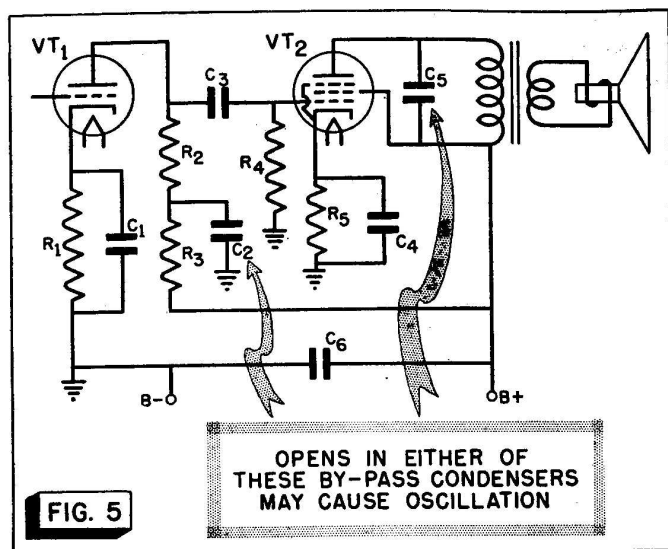 VT1
VT2
C3
C5
R2
R4
R1
C1
R3
C2
R5
C4
C6
B-
B+
OPENS IN EITHER OF
THESE BY-PASS CONDENSERS
MAY CAUSE OSCILLATION
FIG. 5